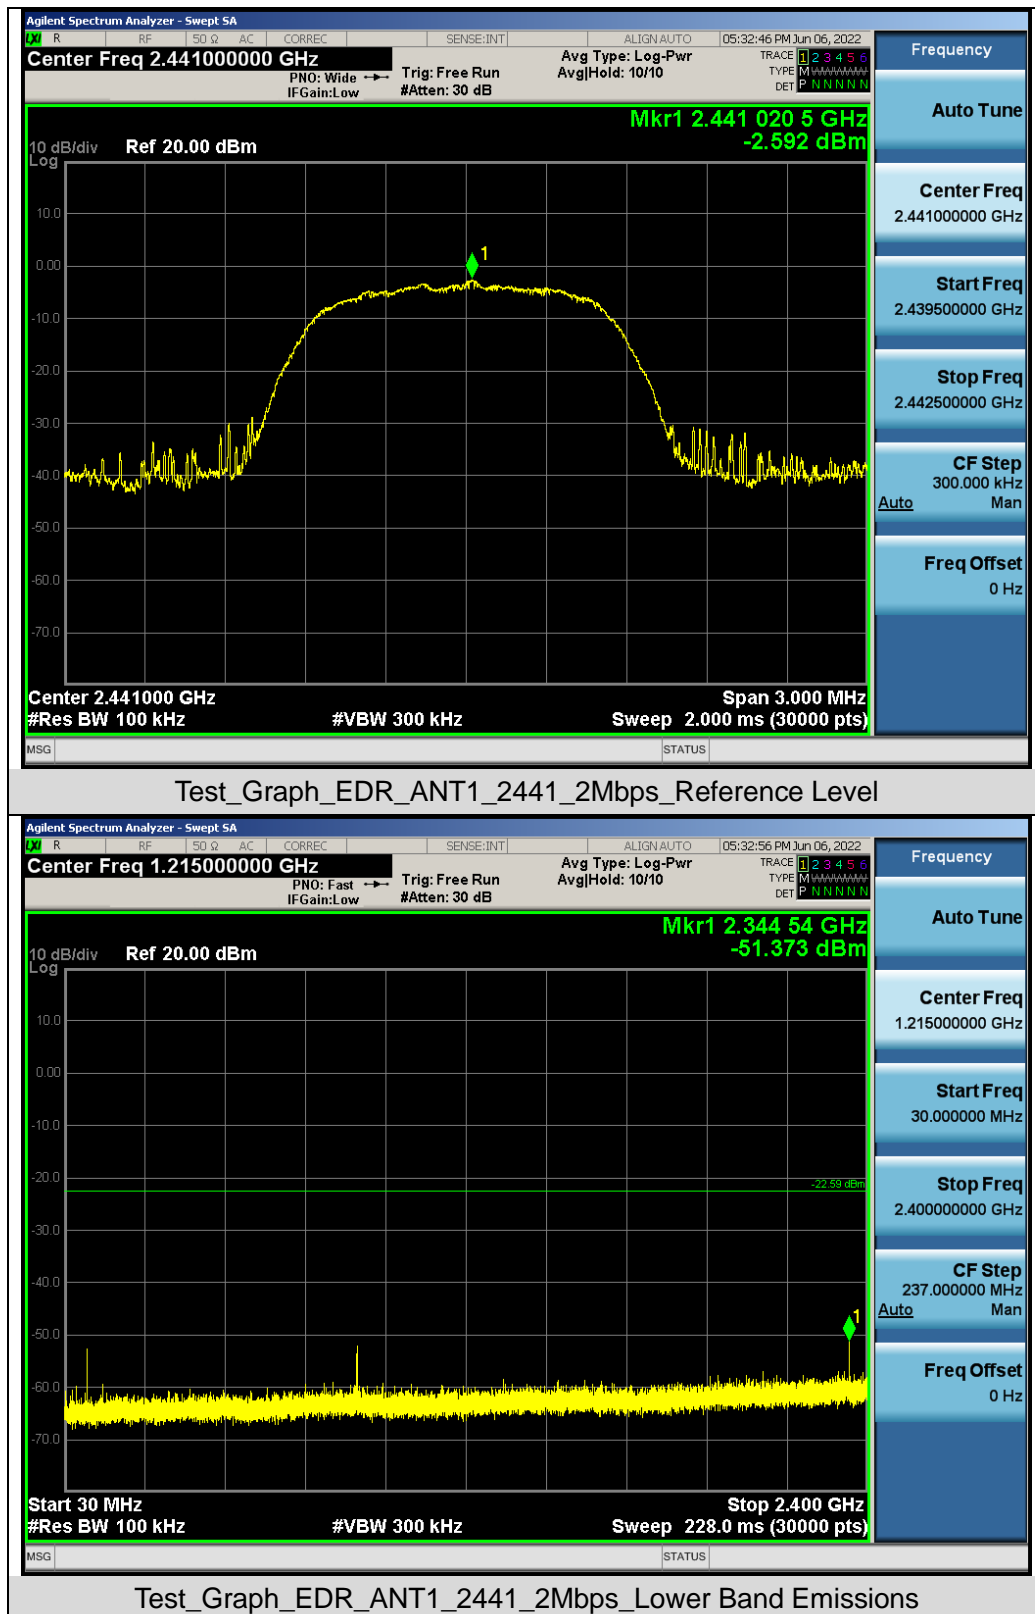 Agilent Spectrum Analyzer - Swept SA
LXI R RF 50 Ω AC CORREC SENSE:INT ALIGN AUTO 05:32:46 PM Jun 06, 2022
Center Freq 2.441000000 GHz
PNO: Wide
IFGain:Low
Trig: Free Run
#Atten: 30 dB
Avg Type: Log-Pwr
Avg|Hold: 10/10
TRACE 1 2 3 4 5 6
TYPE M
DET P N N N N N
Mkr1 2.441 020 5 GHz
-2.592 dBm
10 dB/div Ref 20.00 dBm
Log
10.0
0.00
-10.0
-20.0
-30.0
-40.0
-50.0
-60.0
-70.0
1
Center 2.441000 GHz Span 3.000 MHz
#Res BW 100 kHz #VBW 300 kHz Sweep 2.000 ms (30000 pts)
MSG STATUS
Frequency
Auto Tune
Center Freq
2.441000000 GHz
Start Freq
2.439500000 GHz
Stop Freq
2.442500000 GHz
CF Step
300.000 kHz
Auto Man
Freq Offset
0 Hz
Test_Graph_EDR_ANT1_2441_2Mbps_Reference Level
Agilent Spectrum Analyzer - Swept SA
LXI R RF 50 Ω AC CORREC SENSE:INT ALIGN AUTO 05:32:56 PM Jun 06, 2022
Center Freq 1.215000000 GHz
PNO: Fast
IFGain:Low
Trig: Free Run
#Atten: 30 dB
Avg Type: Log-Pwr
Avg|Hold: 10/10
TRACE 1 2 3 4 5 6
TYPE M
DET P N N N N N
Mkr1 2.344 54 GHz
-51.373 dBm
10 dB/div Ref 20.00 dBm
Log
10.0
0.00
-10.0
-20.0
-30.0
-40.0
-50.0
-60.0
-70.0
-22.59 dBm
1
Start 30 MHz Stop 2.400 GHz
#Res BW 100 kHz #VBW 300 kHz Sweep 228.0 ms (30000 pts)
MSG STATUS
Frequency
Auto Tune
Center Freq
1.215000000 GHz
Start Freq
30.000000 MHz
Stop Freq
2.400000000 GHz
CF Step
237.000000 MHz
Auto Man
Freq Offset
0 Hz
Test_Graph_EDR_ANT1_2441_2Mbps_Lower Band Emissions